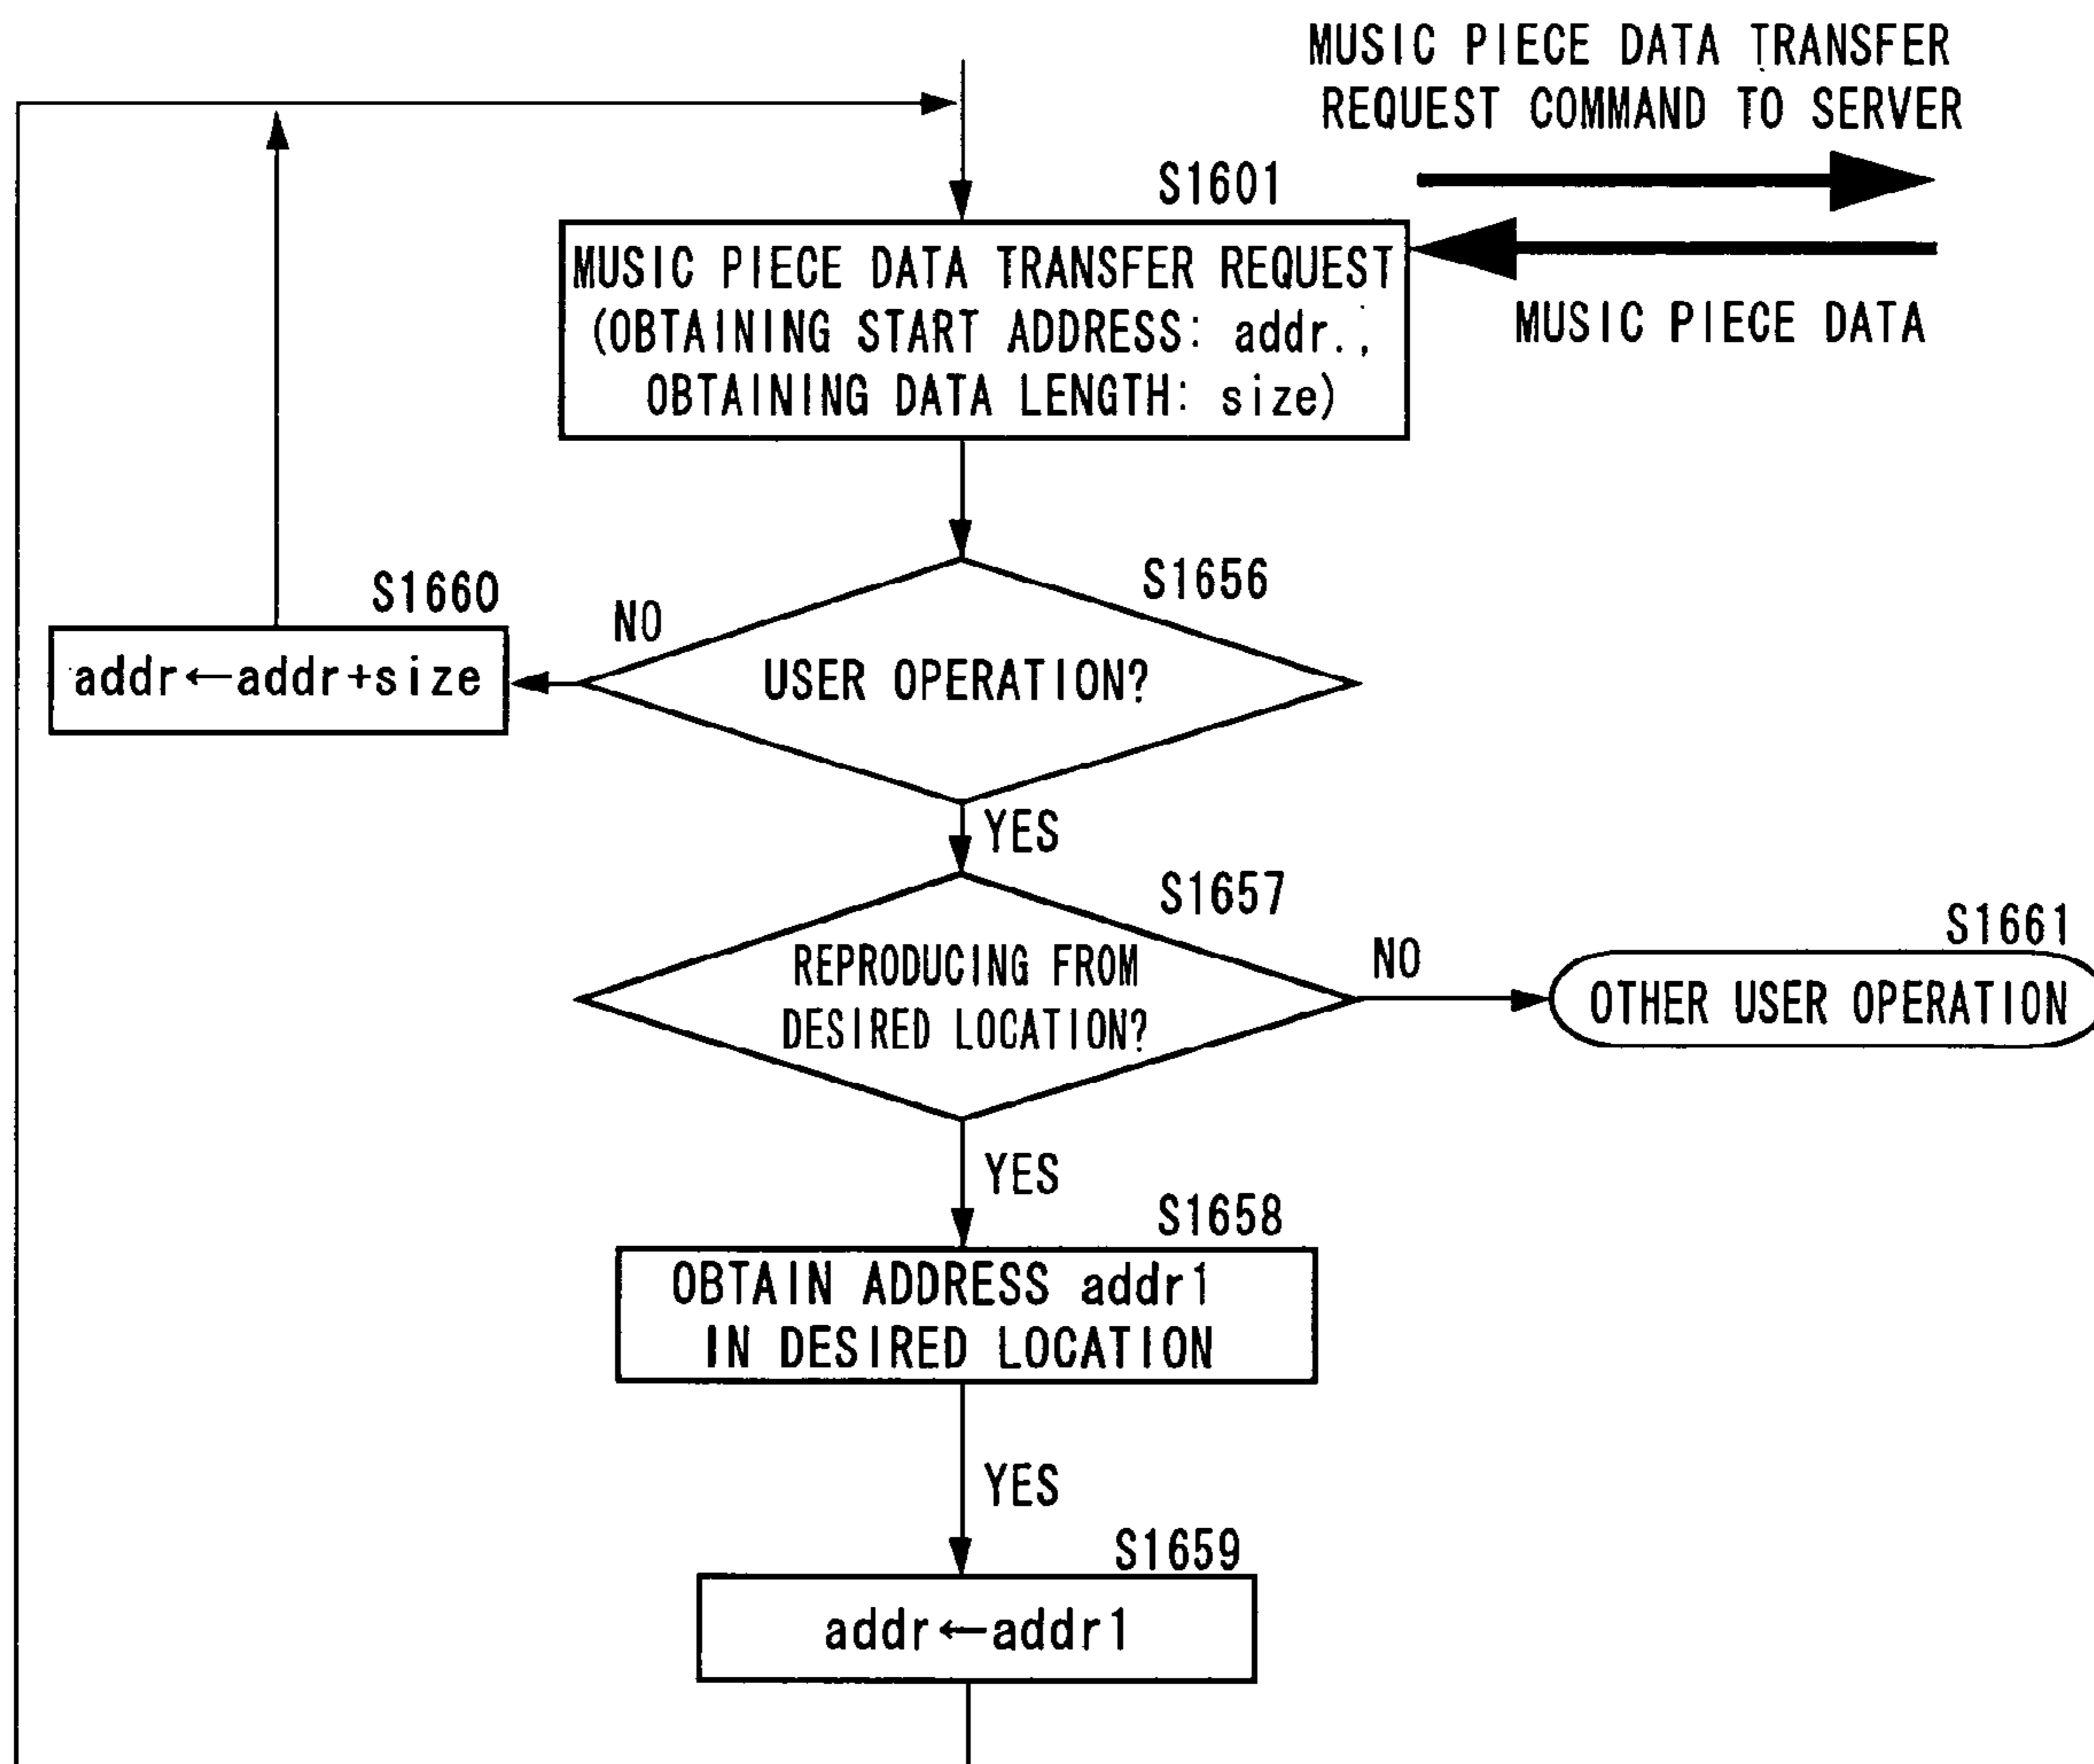 MUSIC PIECE DATA TRANSFER
REQUEST COMMAND TO SERVER
S1601
MUSIC PIECE DATA TRANSFER REQUEST
(OBTAINING START ADDRESS: addr.,
OBTAINING DATA LENGTH: size)
MUSIC PIECE DATA
S1656
S1660
NO
USER OPERATION?
addr←addr+size
YES
S1657
S1661
REPRODUCING FROM
DESIRED LOCATION?
NO
OTHER USER OPERATION
YES
S1658
OBTAIN ADDRESS addr1
IN DESIRED LOCATION
YES
S1659
addr←addr1